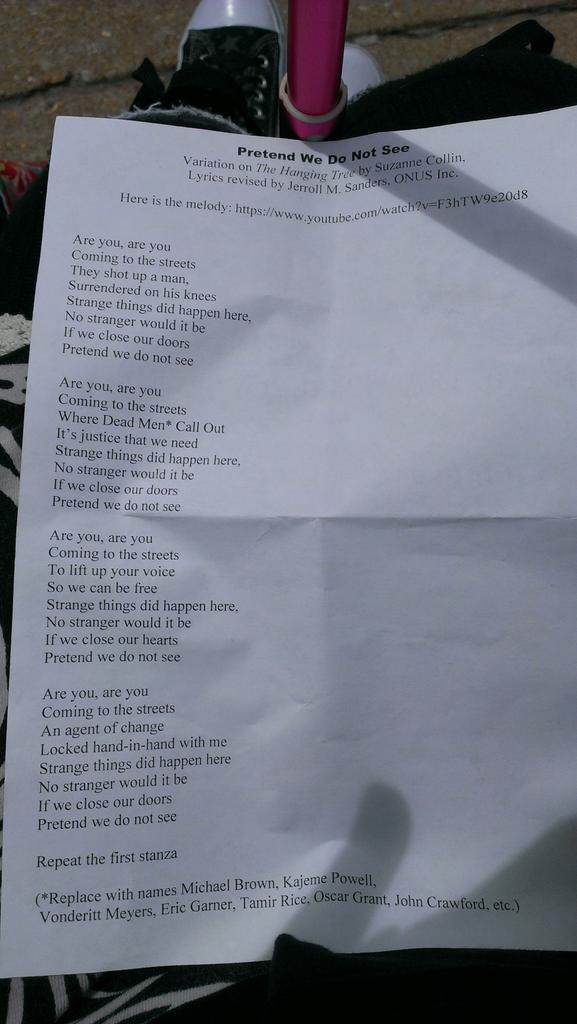 Pretend We Do Not See
Variation on The Hanging Tree by Suzanne Collin,
Lyrics revised by Jerroll M. Sanders, ONUS Inc.
Here is the melody: https://www.youtube.com/watch?v=F3hTW9e20d8
Are you, are you
Coming to the streets
They shot up a man,
Surrendered on his knees
Strange things did happen here,
No stranger would it be
If we close our doors
Pretend we do not see
Are you, are you
Coming to the streets
Where Dead Men* Call Out
It's justice that we need
Strange things did happen here,
No stranger would it be
If we close our doors
Pretend we do not see
Are you, are you
Coming to the streets
To lift up your voice
So we can be free
Strange things did happen here,
No stranger would it be
If we close our hearts
Pretend we do not see
Are you, are you
Coming to the streets
An agent of change
Locked hand-in-hand with me
Strange things did happen here
No stranger would it be
If we close our doors
Pretend we do not see
Repeat the first stanza
(*Replace with names Michael Brown, Kajeme Powell,
Vonderitt Meyers, Eric Garner, Tamir Rice, Oscar Grant, John Crawford, etc.)